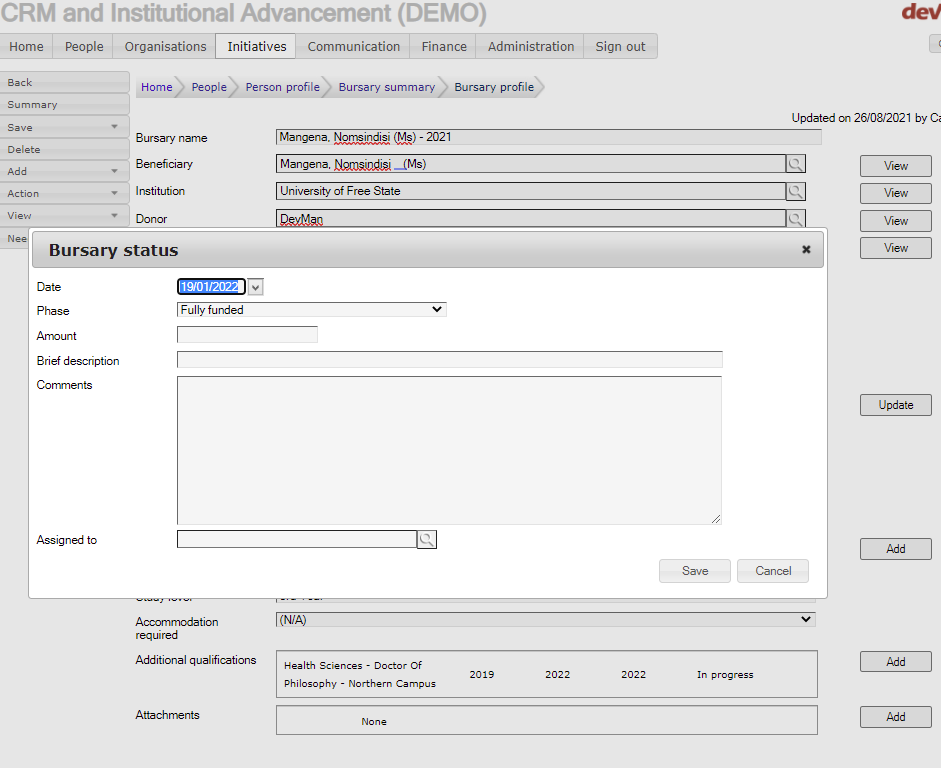 CRM and Institutional Advancement (DEMO)
dev
Home People Organisations Initiatives Communication Finance Administration Sign out
Back
Summary
Save
Delete
Add
Action
View
Nee
Home People Person profile Bursary summary Bursary profile
Updated on 26/08/2021 by Ca
Bursary name Mangena, Nomsindisi (Ms) - 2021
Beneficiary Mangena, Nomsindisi __(Ms) View
Institution University of Free State View
Donor DevMan View
View
Bursary status
Date 19/01/2022
Phase Fully funded
Amount
Brief description
Comments
Update
Assigned to
Add
Save Cancel
Accommodation
required
(N/A)
Additional qualifications
Health Sciences - Doctor Of
Philosophy - Northern Campus
2019 2022 2022 In progress
Add
Attachments None Add